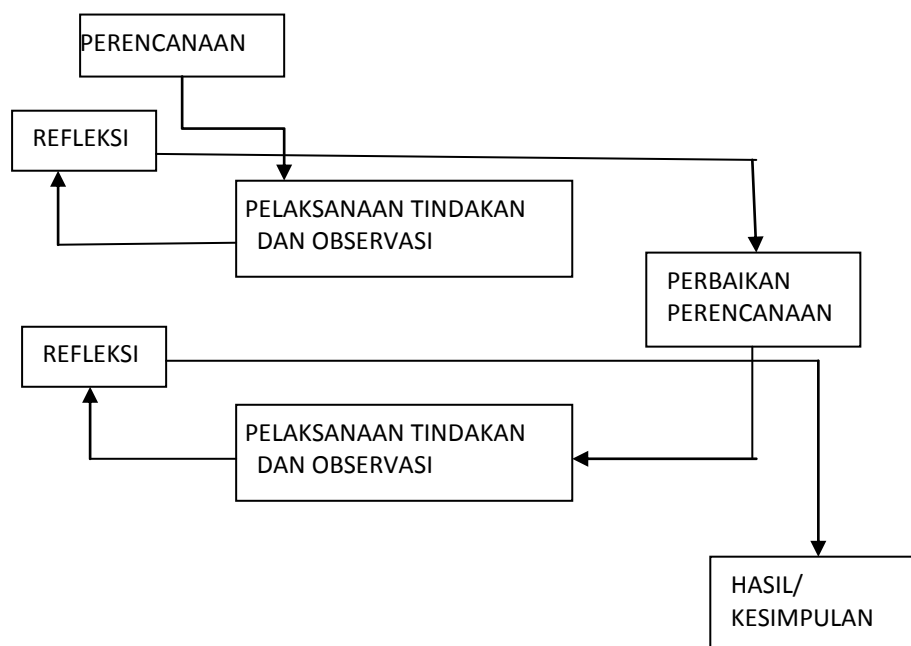 PERENCANAAN
REFLEKSI
PELAKSANAAN TINDAKAN
DAN OBSERVASI
PERBAIKAN
PERENCANAAN
REFLEKSI
PELAKSANAAN TINDAKAN
DAN OBSERVASI
HASIL/
KESIMPULAN